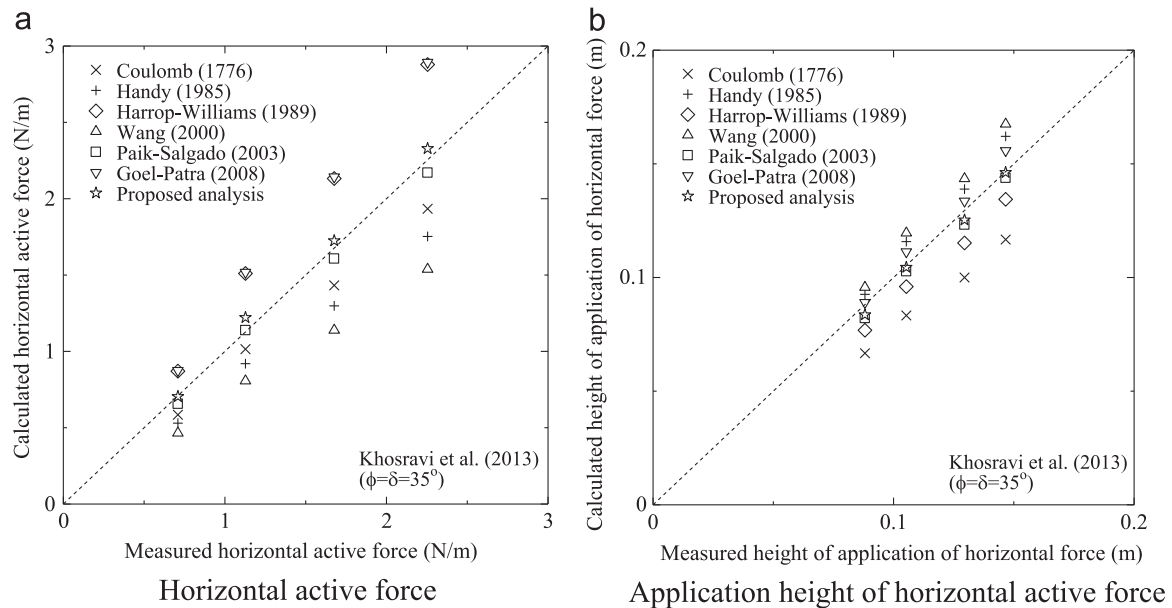 a
3
Calculated horizontal active force (N/m)
Coulomb (1776)
Handy (1985)
Harrop-Williams (1989)
Wang (2000)
Paik-Salgado (2003)
Goel-Patra (2008)
Proposed analysis
2
1
Khosravi et al. (2013)
(ϕ=δ=35°)
0
0
1
2
3
Measured horizontal active force (N/m)
Horizontal active force
b
0.2
Calculated height of application of horizontal force (m)
Coulomb (1776)
Handy (1985)
Harrop-Williams (1989)
Wang (2000)
Paik-Salgado (2003)
Goel-Patra (2008)
Proposed analysis
0.1
Khosravi et al. (2013)
(ϕ=δ=35°)
0
0
0.1
0.2
Measured height of application of horizontal force (m)
Application height of horizontal active force